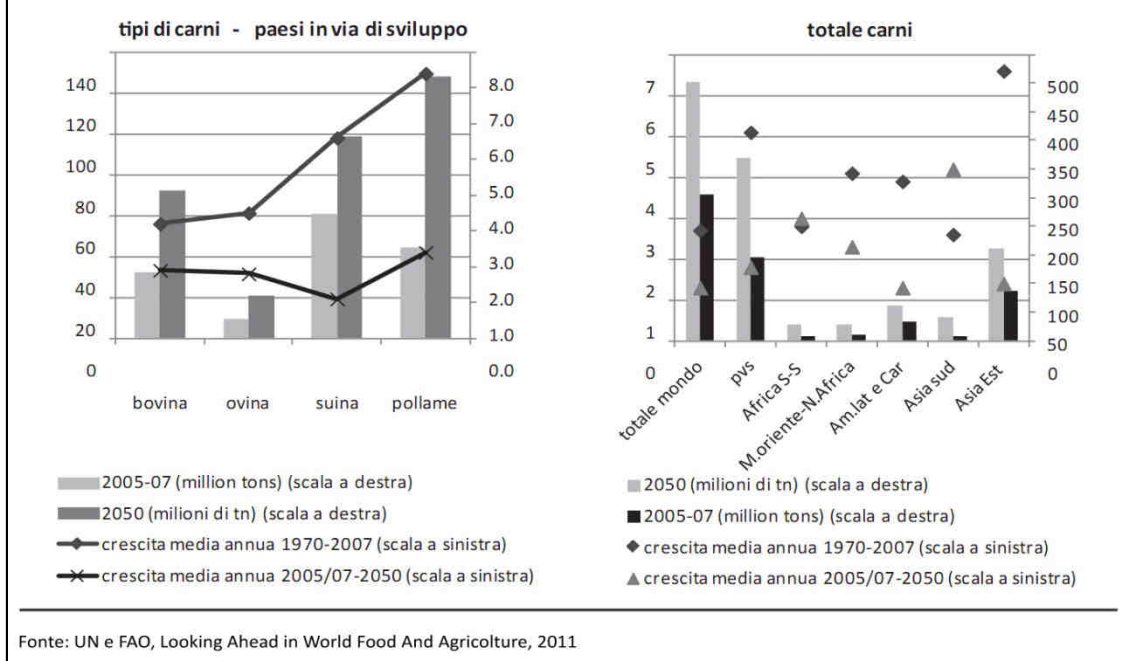 tipi di carni - paesi in via di sviluppo
140
120
100
80
60
40
20
0
8.0
7.0
6.0
5.0
4.0
3.0
2.0
1.0
0.0
bovina ovina suina pollame
2005-07 (million tons) (scala a destra)
2050 (milioni di tn) (scala a destra)
crescita media annua 1970-2007 (scala a sinistra)
crescita media annua 2005/07-2050 (scala a sinistra)
totale carni
7
6
5
4
3
2
1
0
500
450
400
350
300
250
200
150
100
50
0
totale mondo
pvs
Africa S-S
M.oriente-N.Africa
Am.lat e Car
Asia sud
Asia Est
2050 (milioni di tn) (scala a destra)
2005-07 (million tons) (scala a destra)
crescita media annua 1970-2007 (scala a sinistra)
crescita media annua 2005/07-2050 (scala a sinistra)
Fonte: UN e FAO, Looking Ahead in World Food And Agriculture, 2011